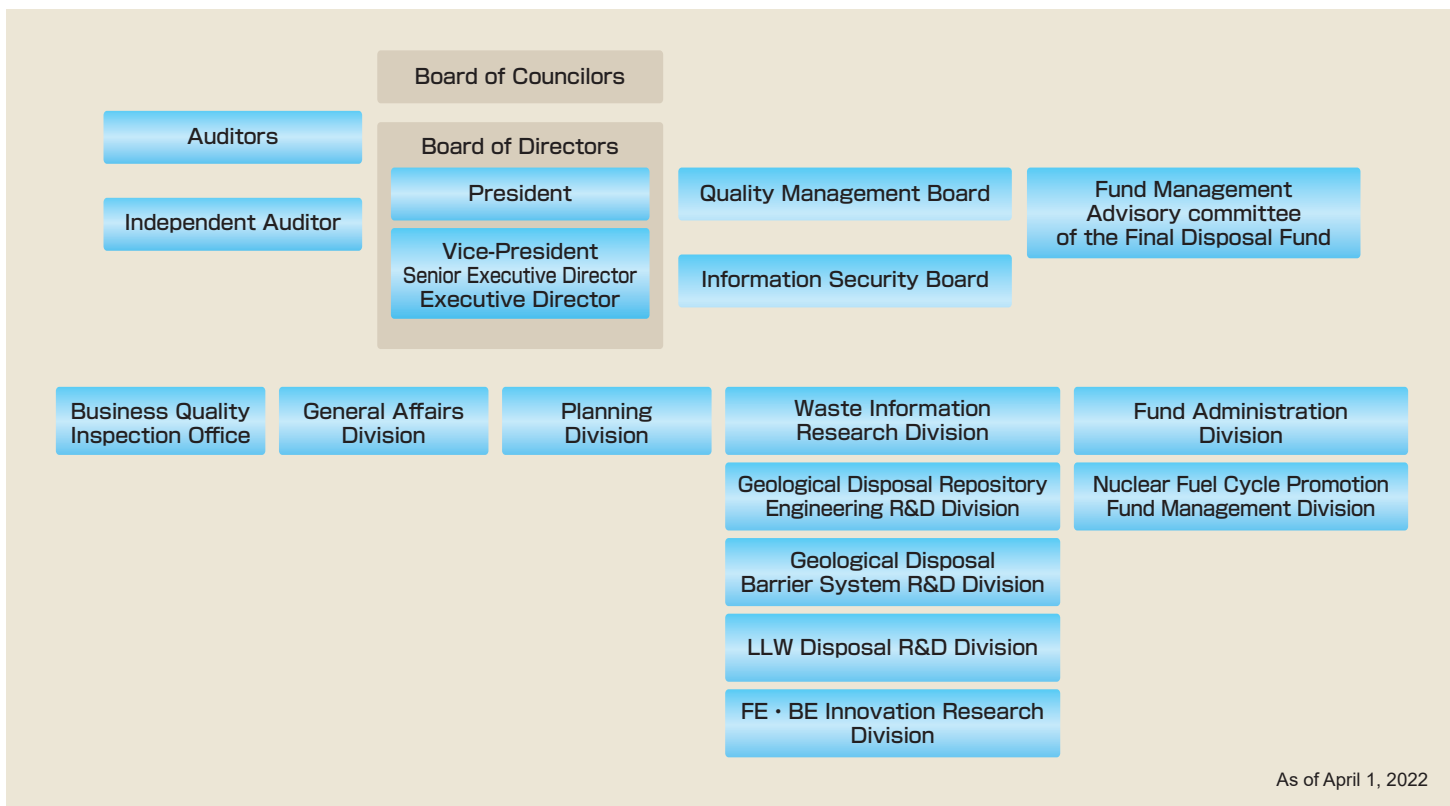 Board of Councilors
Auditors
Independent Auditor
Board of Directors
President
Vice-President
Senior Executive Director
Executive Director
Quality Management Board
Information Security Board
Fund Management
Advisory committee
of the Final Disposal Fund
Business Quality
Inspection Office
General Affairs
Division
Planning
Division
Waste Information
Research Division
Geological Disposal Repository
Engineering R&D Division
Geological Disposal
Barrier System R&D Division
LLW Disposal R&D Division
FE・BE Innovation Research
Division
Fund Administration
Division
Nuclear Fuel Cycle Promotion
Fund Management Division
As of April 1, 2022